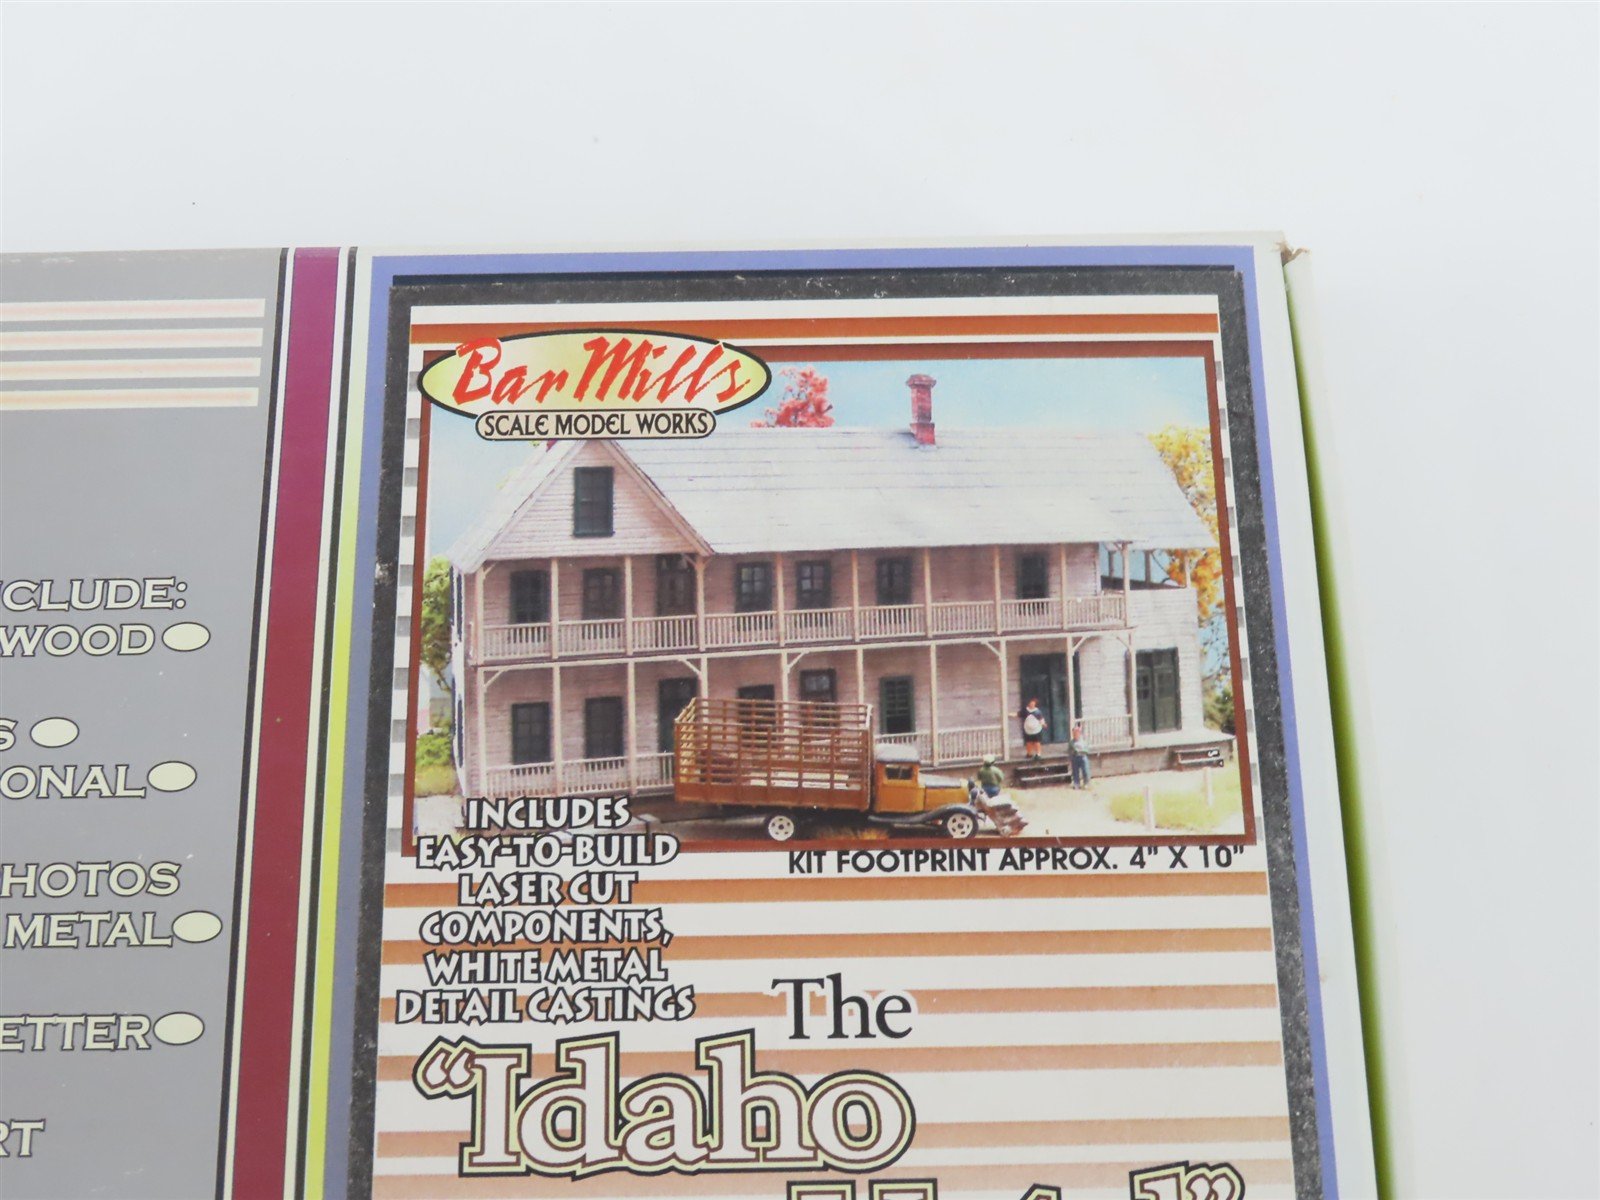 CLUDE:
WOOD
S
ONAL
HOTOS
METAL
ETTER
RT
Bar Mills
SCALE MODEL WORKS
INCLUDES
EASY-TO-BUILD
LASER CUT
COMPONENTS,
WHITE METAL
DETAIL CASTINGS
KIT FOOTPRINT APPROX. 4" X 10"
The
"Idaho